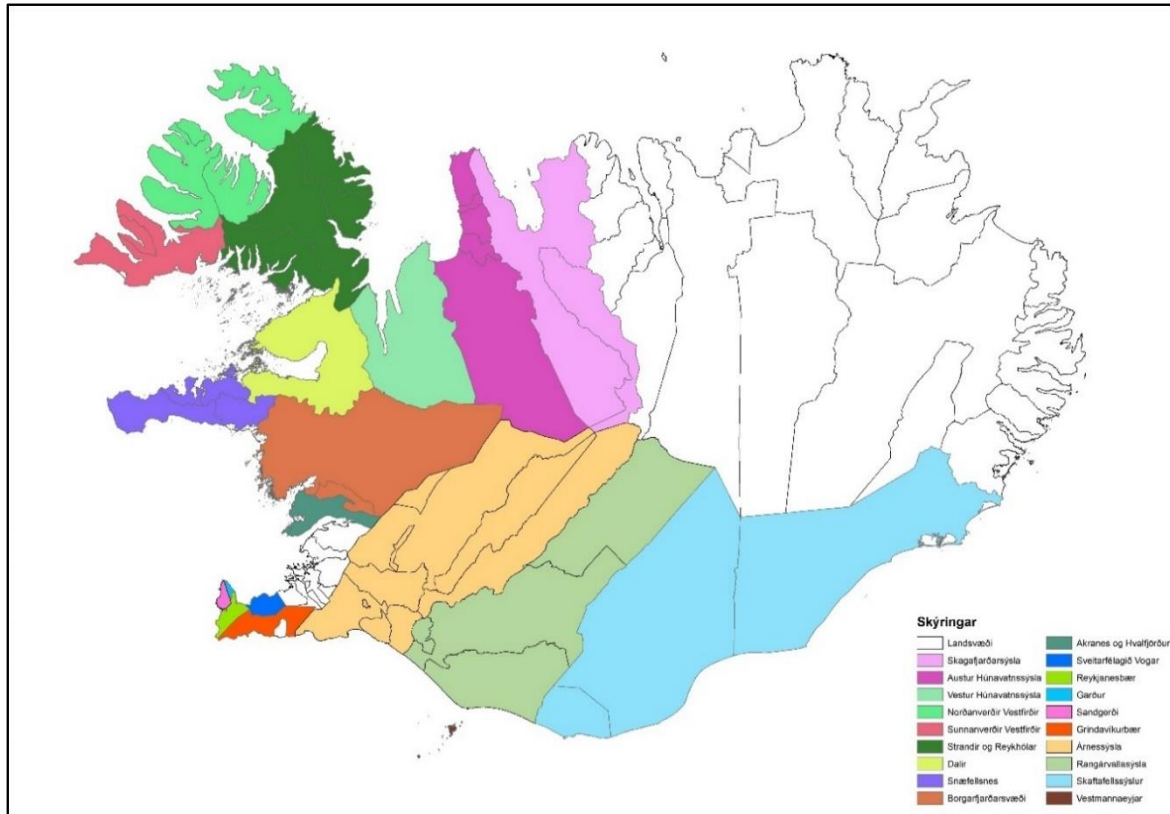 Skýringar
Landsvæði
Skagafjarðarsýsla
Austur Húnavatnssýsla
Vestur Húnavatnssýsla
Norðanverðir Vestfirðir
Sunnanverðir Vestfirðir
Strandir og Reykhólar
Dalir
Snæfellsnes
Borgarfjarðarsvæði
Akranes og Hvalfjörður
Sveitarfélagið Vogar
Reykjanesbær
Garður
Sandgerði
Grindavíkurbær
Árnessýsla
Rangárvallasýsla
Skaftafellssýslur
Vestmannaeyjar